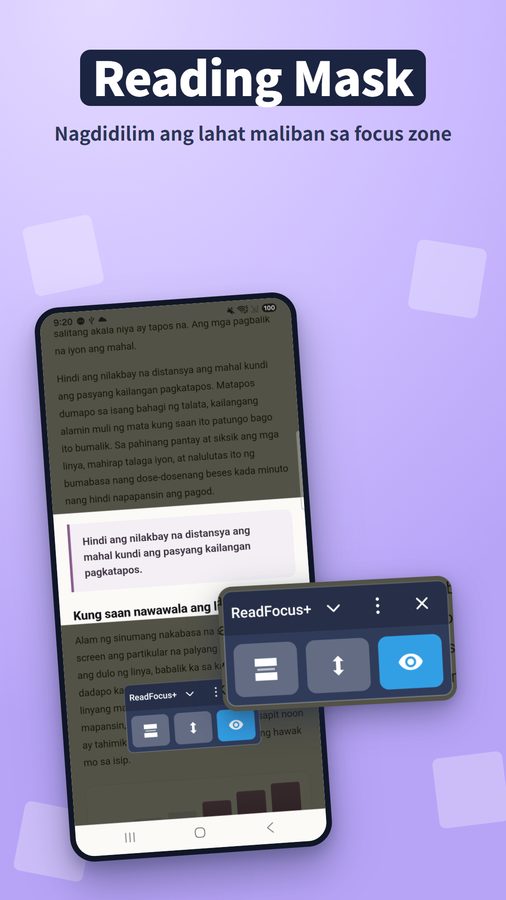 Reading Mask
Nagdidilim ang lahat maliban sa focus zone
9:20
100
salitang akala niya ay tapos na. Ang mga pagbalik
na iyon ang mahal.
Hindi ang nilakbay na distansya ang mahal kundi
ang pasyang kailangan pagkatapos. Matapos
dumapo sa isang bahagi ng talata, kailangang
alamin muli ng mata kung saan ito patungo bago
ito bumalik. Sa pahinang pantay at siksik ang mga
linya, mahirap talaga iyon, at nalulutas ito ng
bumabasa nang dose-dosenang beses kada minuto
nang hindi napapansin ang pagod.
Hindi ang nilakbay na distansya ang
mahal kundi ang pasyang kailangan
pagkatapos.
Kung saan nawawala ang
ReadFocus+
Alam ng sinumang nakabasa na
screen ang partikular na
ang dulo ng linya, babalik ka sa
dadapo
ReadFocus+
mapansin,
noon
ay
hawak
mo sa isip.